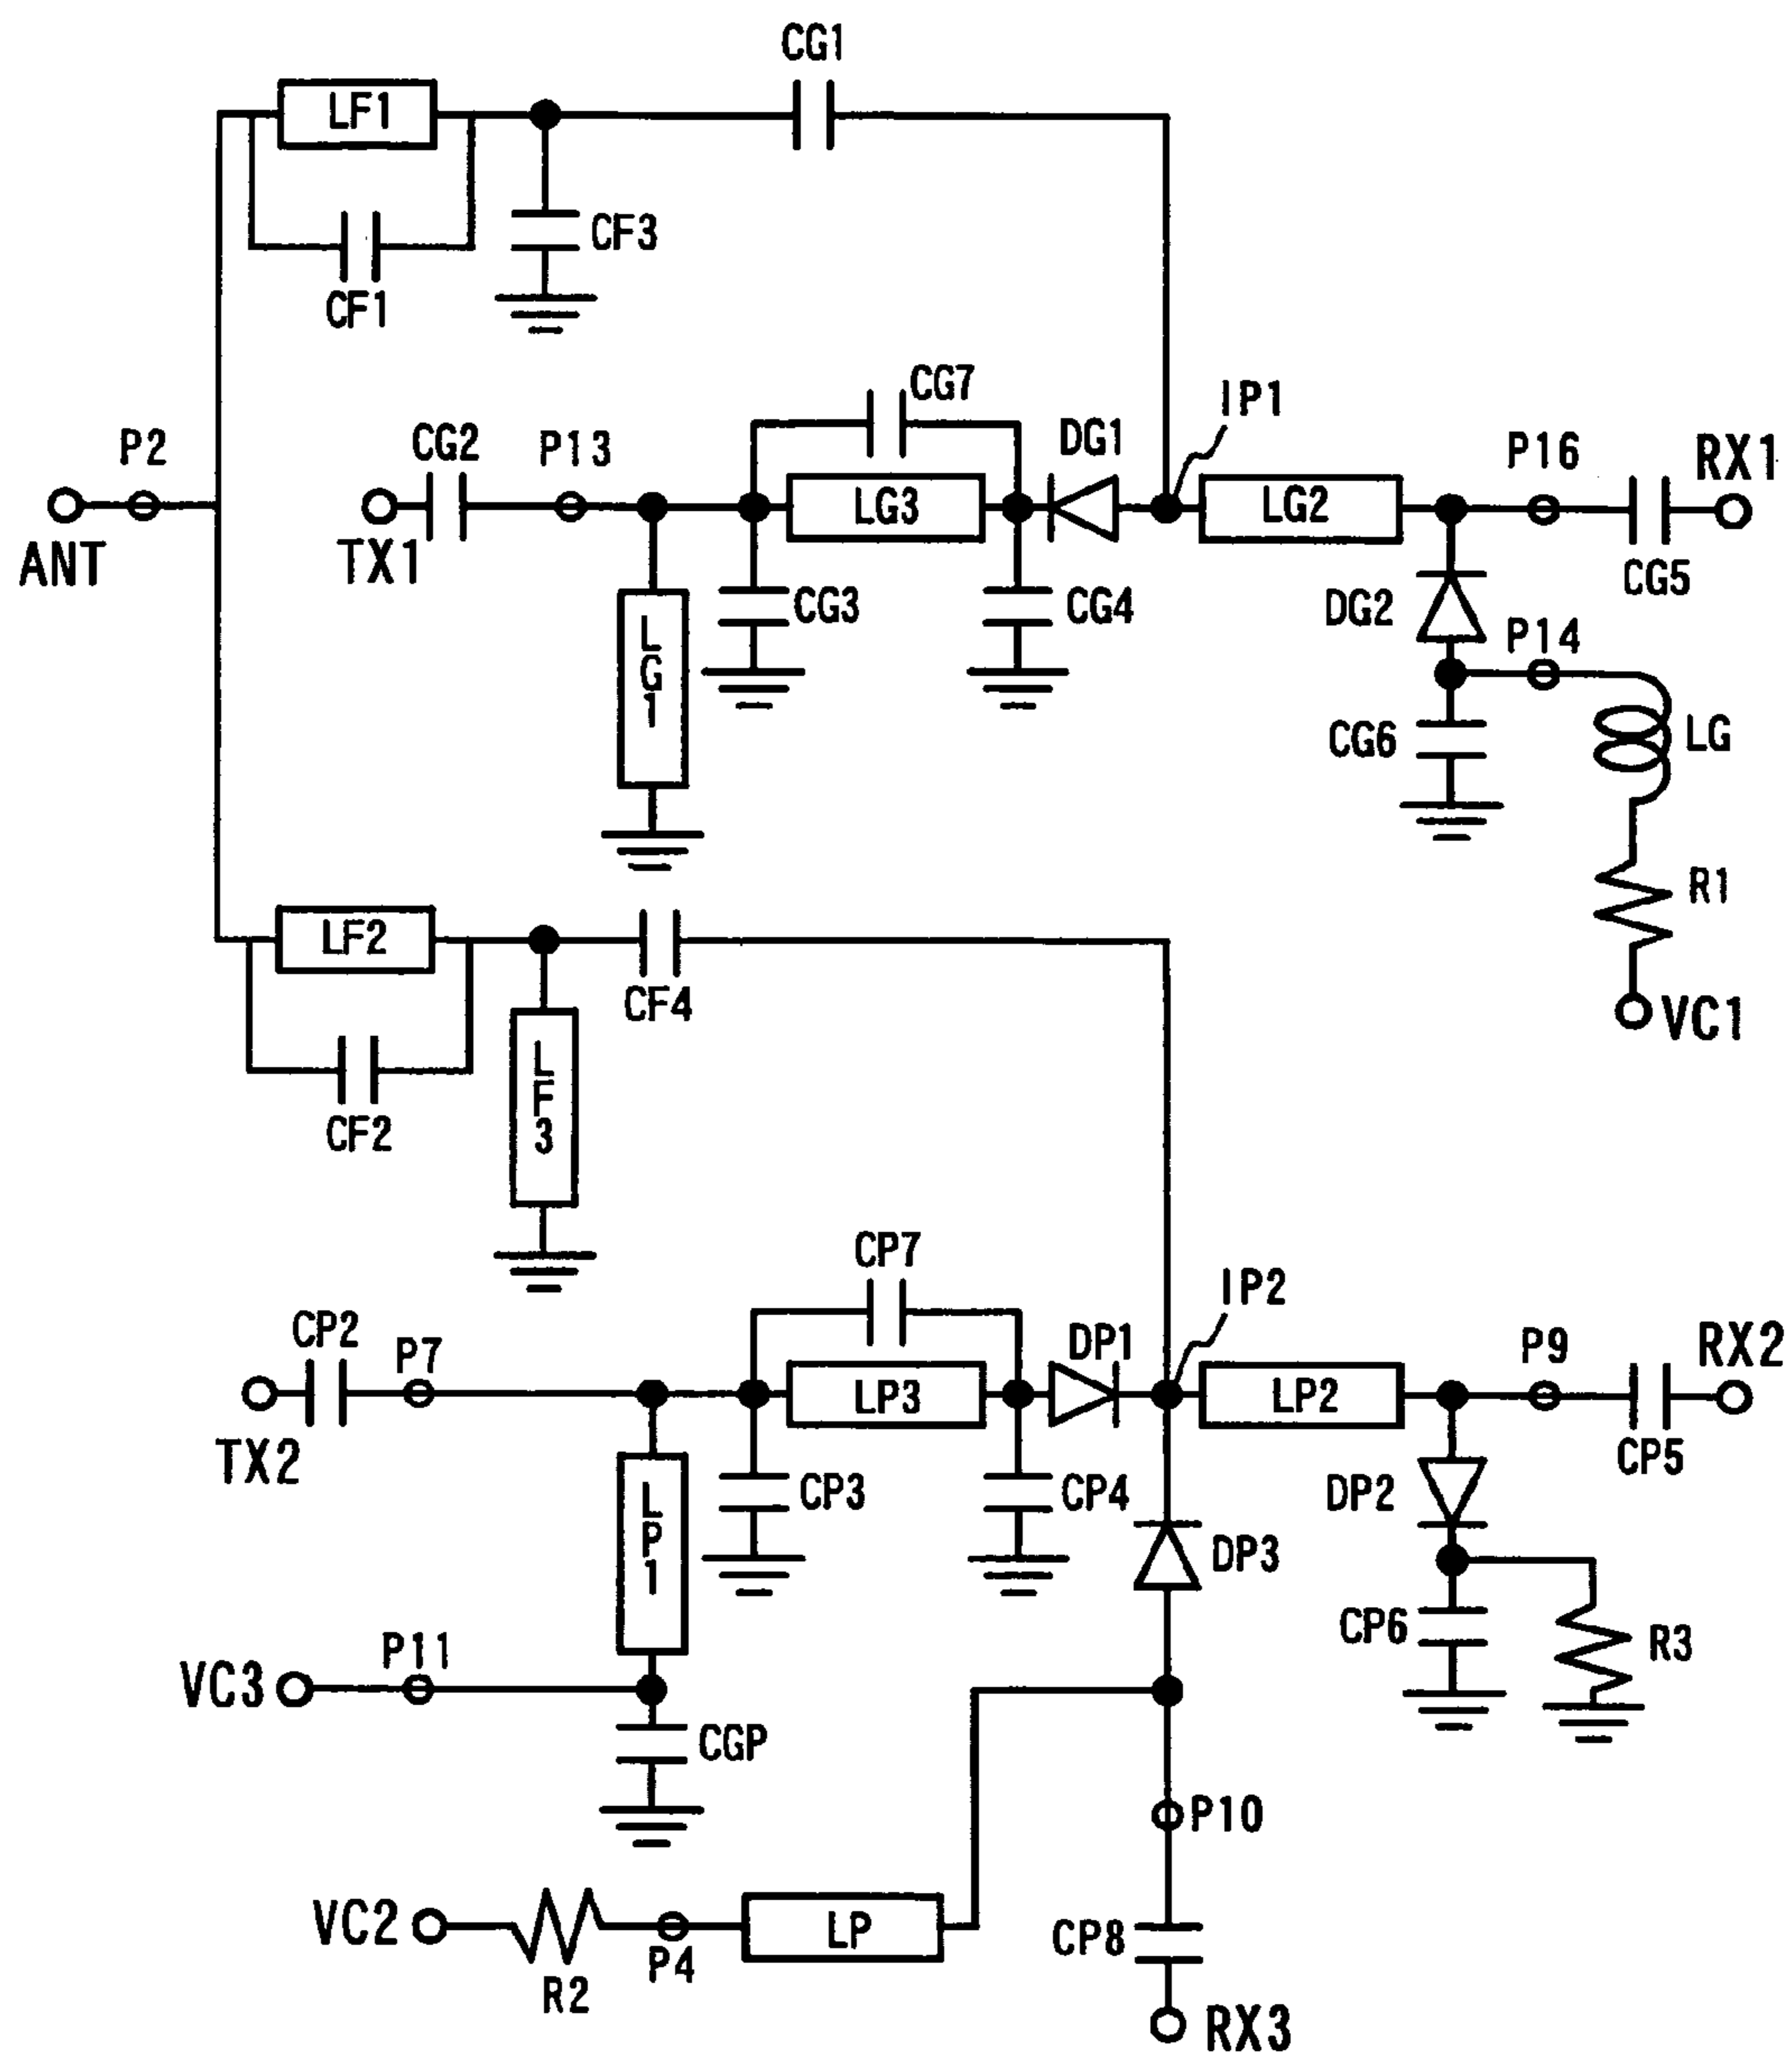 CG1
LF1
CF3
CF1
CG7
IP1
P2
CG2
P13
DG1
P16
RX1
LG3
LG2
ANT
TX1
CG3
CG4
DG2
P14
CG5
LG1
CG6
LG
R1
LF2
CF4
VC1
CF2
LF3
CP7
IP2
CP2
P7
DP1
P9
RX2
LP3
LP2
TX2
CP3
CP4
DP2
CP5
LP1
DP3
CP6
R3
VC3
P11
CGP
P10
VC2
LP
CP8
R2
P4
RX3